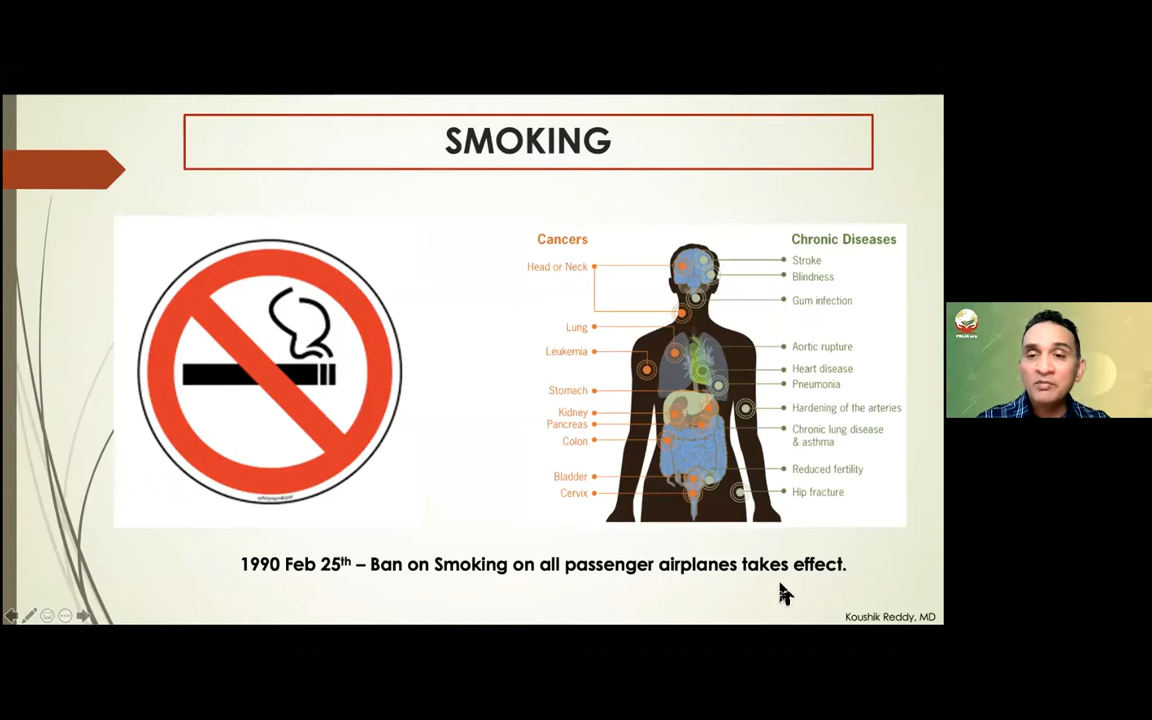 SMOKING
Cancers
Head or Neck
Lung
Leukemia
Stomach
Kidney
Pancreas
Colon
Bladder
Cervix
Chronic Diseases
Stroke
Blindness
Gum infection
Aortic rupture
Heart disease
Pneumonia
Hardening of the arteries
Chronic lung disease
& asthma
Reduced fertility
Hip fracture
1990 Feb 25th – Ban on Smoking on all passenger airplanes takes effect.
Koushik Reddy, MD